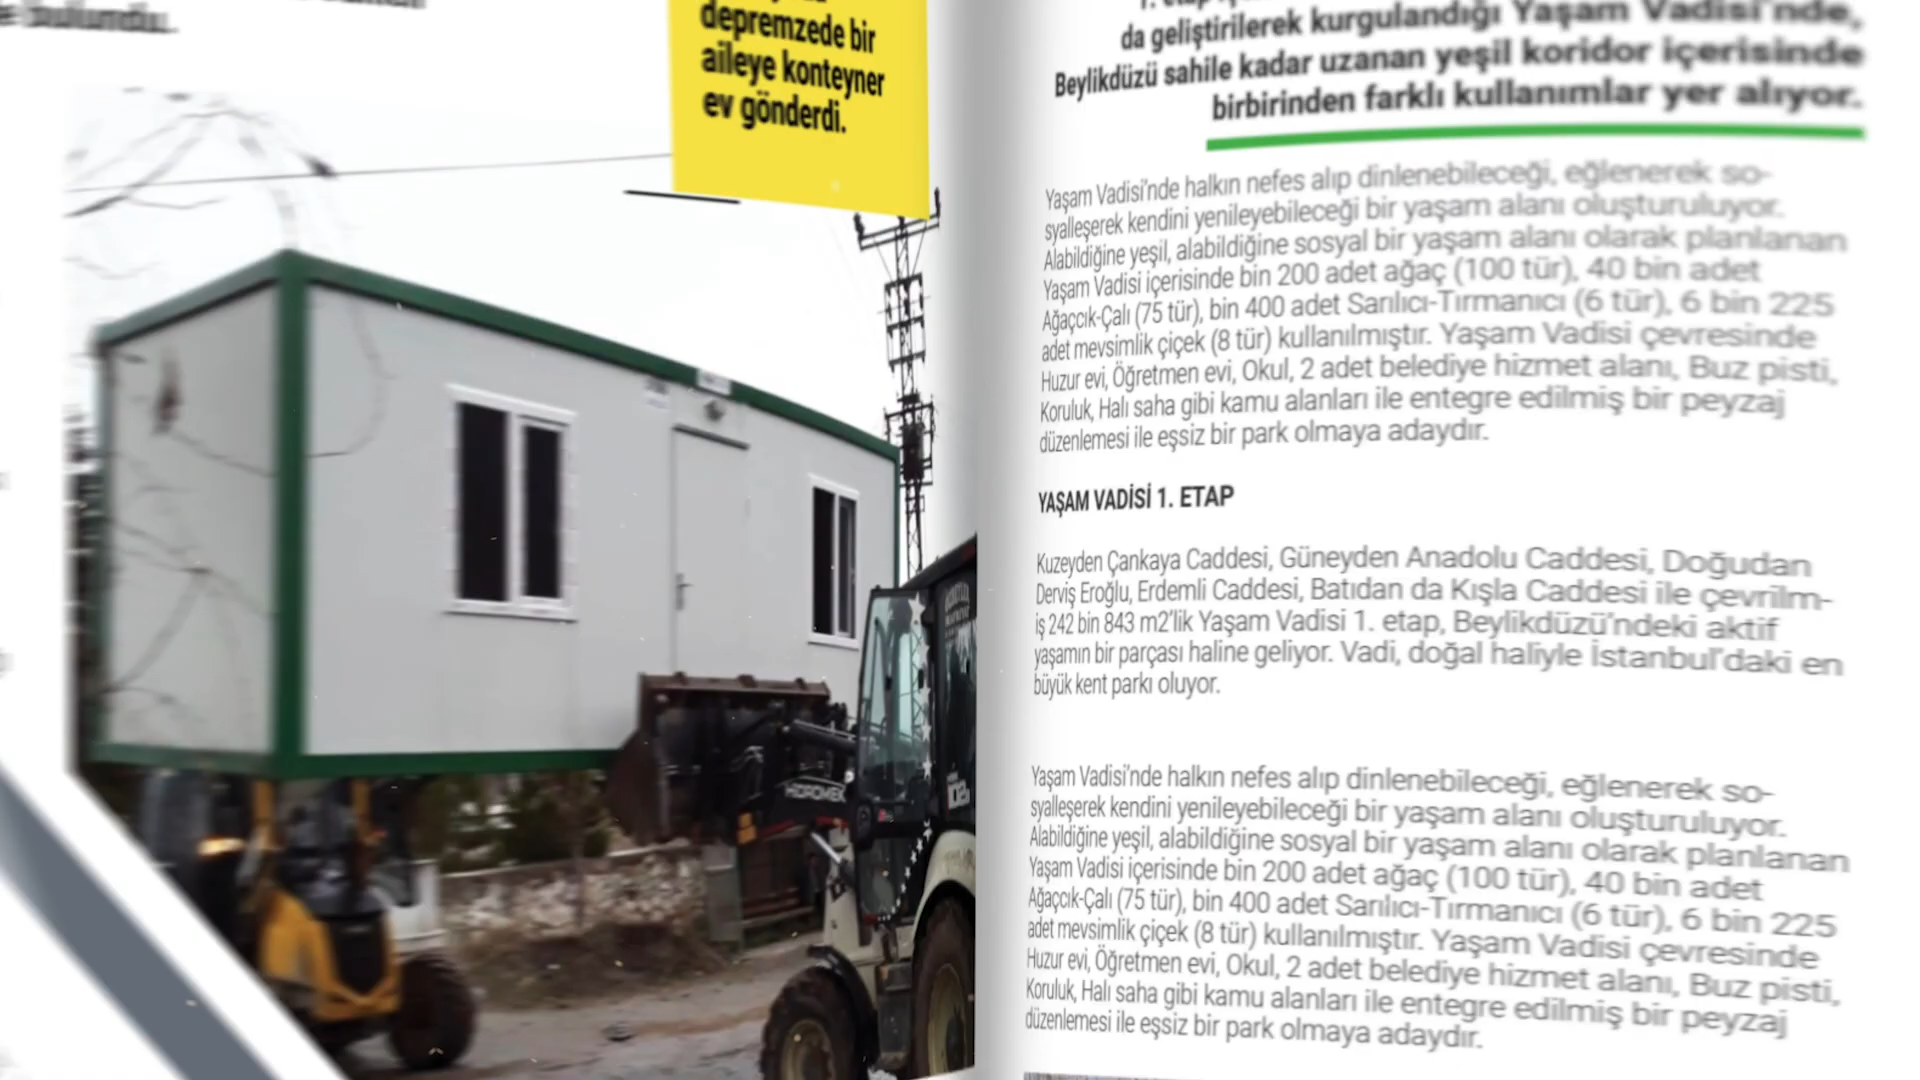 bulundu.
depremzede bir
aileye konteyner
ev gönderdi.
HİDROMEK
da geliştirilerek kurgulandığı Yaşam Vadisi'nde,
Beylikdüzü sahile kadar uzanan yeşil koridor içerisinde
birbirinden farklı kullanımlar yer alıyor.
Yaşam Vadisi'nde halkın nefes alıp dinlenebileceği, eğlenerek so-
syalleşerek kendini yenileyebileceği bir yaşam alanı oluşturuluyor.
Alabildiğine yeşil, alabildiğine sosyal bir yaşam alanı olarak planlanan
Yaşam Vadisi içerisinde bin 200 adet ağaç (100 tür), 40 bin adet
Ağaçcık-Çalı (75 tür), bin 400 adet Sarılıcı-Tırmanıcı (6 tür), 6 bin 225
adet mevsimlik çiçek (8 tür) kullanılmıştır. Yaşam Vadisi çevresinde
Huzur evi, Öğretmen evi, Okul, 2 adet belediye hizmet alanı, Buz pisti,
Koruluk, Halı saha gibi kamu alanları ile entegre edilmiş bir peyzaj
düzenlemesi ile eşsiz bir park olmaya adaydır.
YAŞAM VADİSİ 1. ETAP
Kuzeyden Çankaya Caddesi, Güneyden Anadolu Caddesi, Doğudan
Derviş Eroğlu, Erdemli Caddesi, Batıdan da Kışla Caddesi ile çevrilm-
iş 242 bin 843 m2'lik Yaşam Vadisi 1. etap, Beylikdüzü'ndeki aktif
yaşamın bir parçası haline geliyor. Vadi, doğal haliyle İstanbul'daki en
büyük kent parkı oluyor.
Yaşam Vadisi'nde halkın nefes alıp dinlenebileceği, eğlenerek so-
syalleşerek kendini yenileyebileceği bir yaşam alanı oluşturuluyor.
Alabildiğine yeşil, alabildiğine sosyal bir yaşam alanı olarak planlanan
Yaşam Vadisi içerisinde bin 200 adet ağaç (100 tür), 40 bin adet
Ağaçcık-Çalı (75 tür), bin 400 adet Sarılıcı-Tırmanıcı (6 tür), 6 bin 225
adet mevsimlik çiçek (8 tür) kullanılmıştır. Yaşam Vadisi çevresinde
Huzur evi, Öğretmen evi, Okul, 2 adet belediye hizmet alanı, Buz pisti,
Koruluk, Halı saha gibi kamu alanları ile entegre edilmiş bir peyzaj
düzenlemesi ile eşsiz bir park olmaya adaydır.